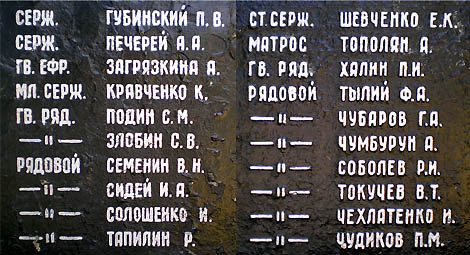 СЕРЖ. ГУБИНСКИЙ П. В.
СЕРЖ. ПЕЧЕРЕЙ А. А.
ГВ. ЕФР. ЗАГРЯЗКИНА А.
МЛ. СЕРЖ. КРАВЧЕНКО К.
ГВ. РЯД. ПОДИН С. М.
—"— ЗЛОБИН С. В.
РЯДОВОЙ СЕМЕНИН В. Н.
—"— СИДЕЙ И. А.
—"— СОЛОШЕНКО И.
—"— ТАПИЛИН Р.
СТ. СЕРЖ. ШЕВЧЕНКО Е. К.
МАТРОС ТОПОЛЯН А.
ГВ. РЯД. ХАЛИН П. И.
РЯДОВОЙ ТЫЛИЙ Ф. А.
—"— ЧУБАРОВ Г. А.
—"— ЧУМБУРУН А.
—"— СОБОЛЕВ Р. И.
—"— ТОКУЧЕВ В. Т.
—"— ЧЕХЛАТЕНКО И.
—"— ЧУДИКОВ П. М.